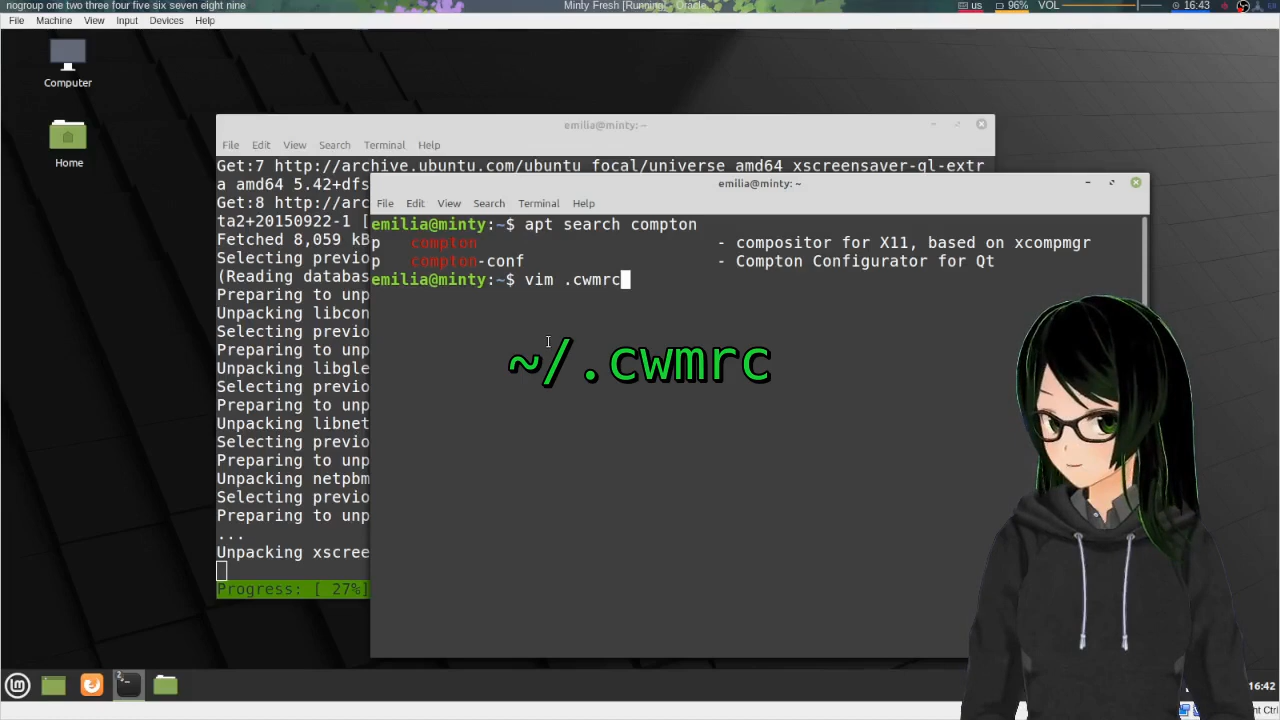 nogroup one two three four five six seven eight nine
Minty Fresh [Running] - Oracle
us
96%
VOL
16:43
File Machine View Input Devices Help
Computer
Home
emilia@minty: ~
File Edit View Search Terminal Help
Get:7 http://archive.ubuntu.com/ubuntu focal/universe amd64 xscreensaver-gl-extr
a amd64 5.42+dfs
Get:8 http://ar
ta2+20150922-1 [
Fetched 8,059 kB
Selecting previo
(Reading databas
Preparing to unp
Unpacking libcon
Selecting previo
Preparing to unp
Unpacking libgle
Selecting previo
Preparing to unp
Unpacking libnet
Selecting previo
Preparing to unp
Unpacking netpbm
Selecting previo
Preparing to unp
...
Unpacking xscree
Progress: [ 27%]
emilia@minty: ~
File Edit View Search Terminal Help
emilia@minty:~$ apt search compton
p compton - compositor for X11, based on xcompmgr
p compton-conf - Compton Configurator for Qt
emilia@minty:~$ vim .cwmrc
~/.cwmrc
16:42
Ctrl